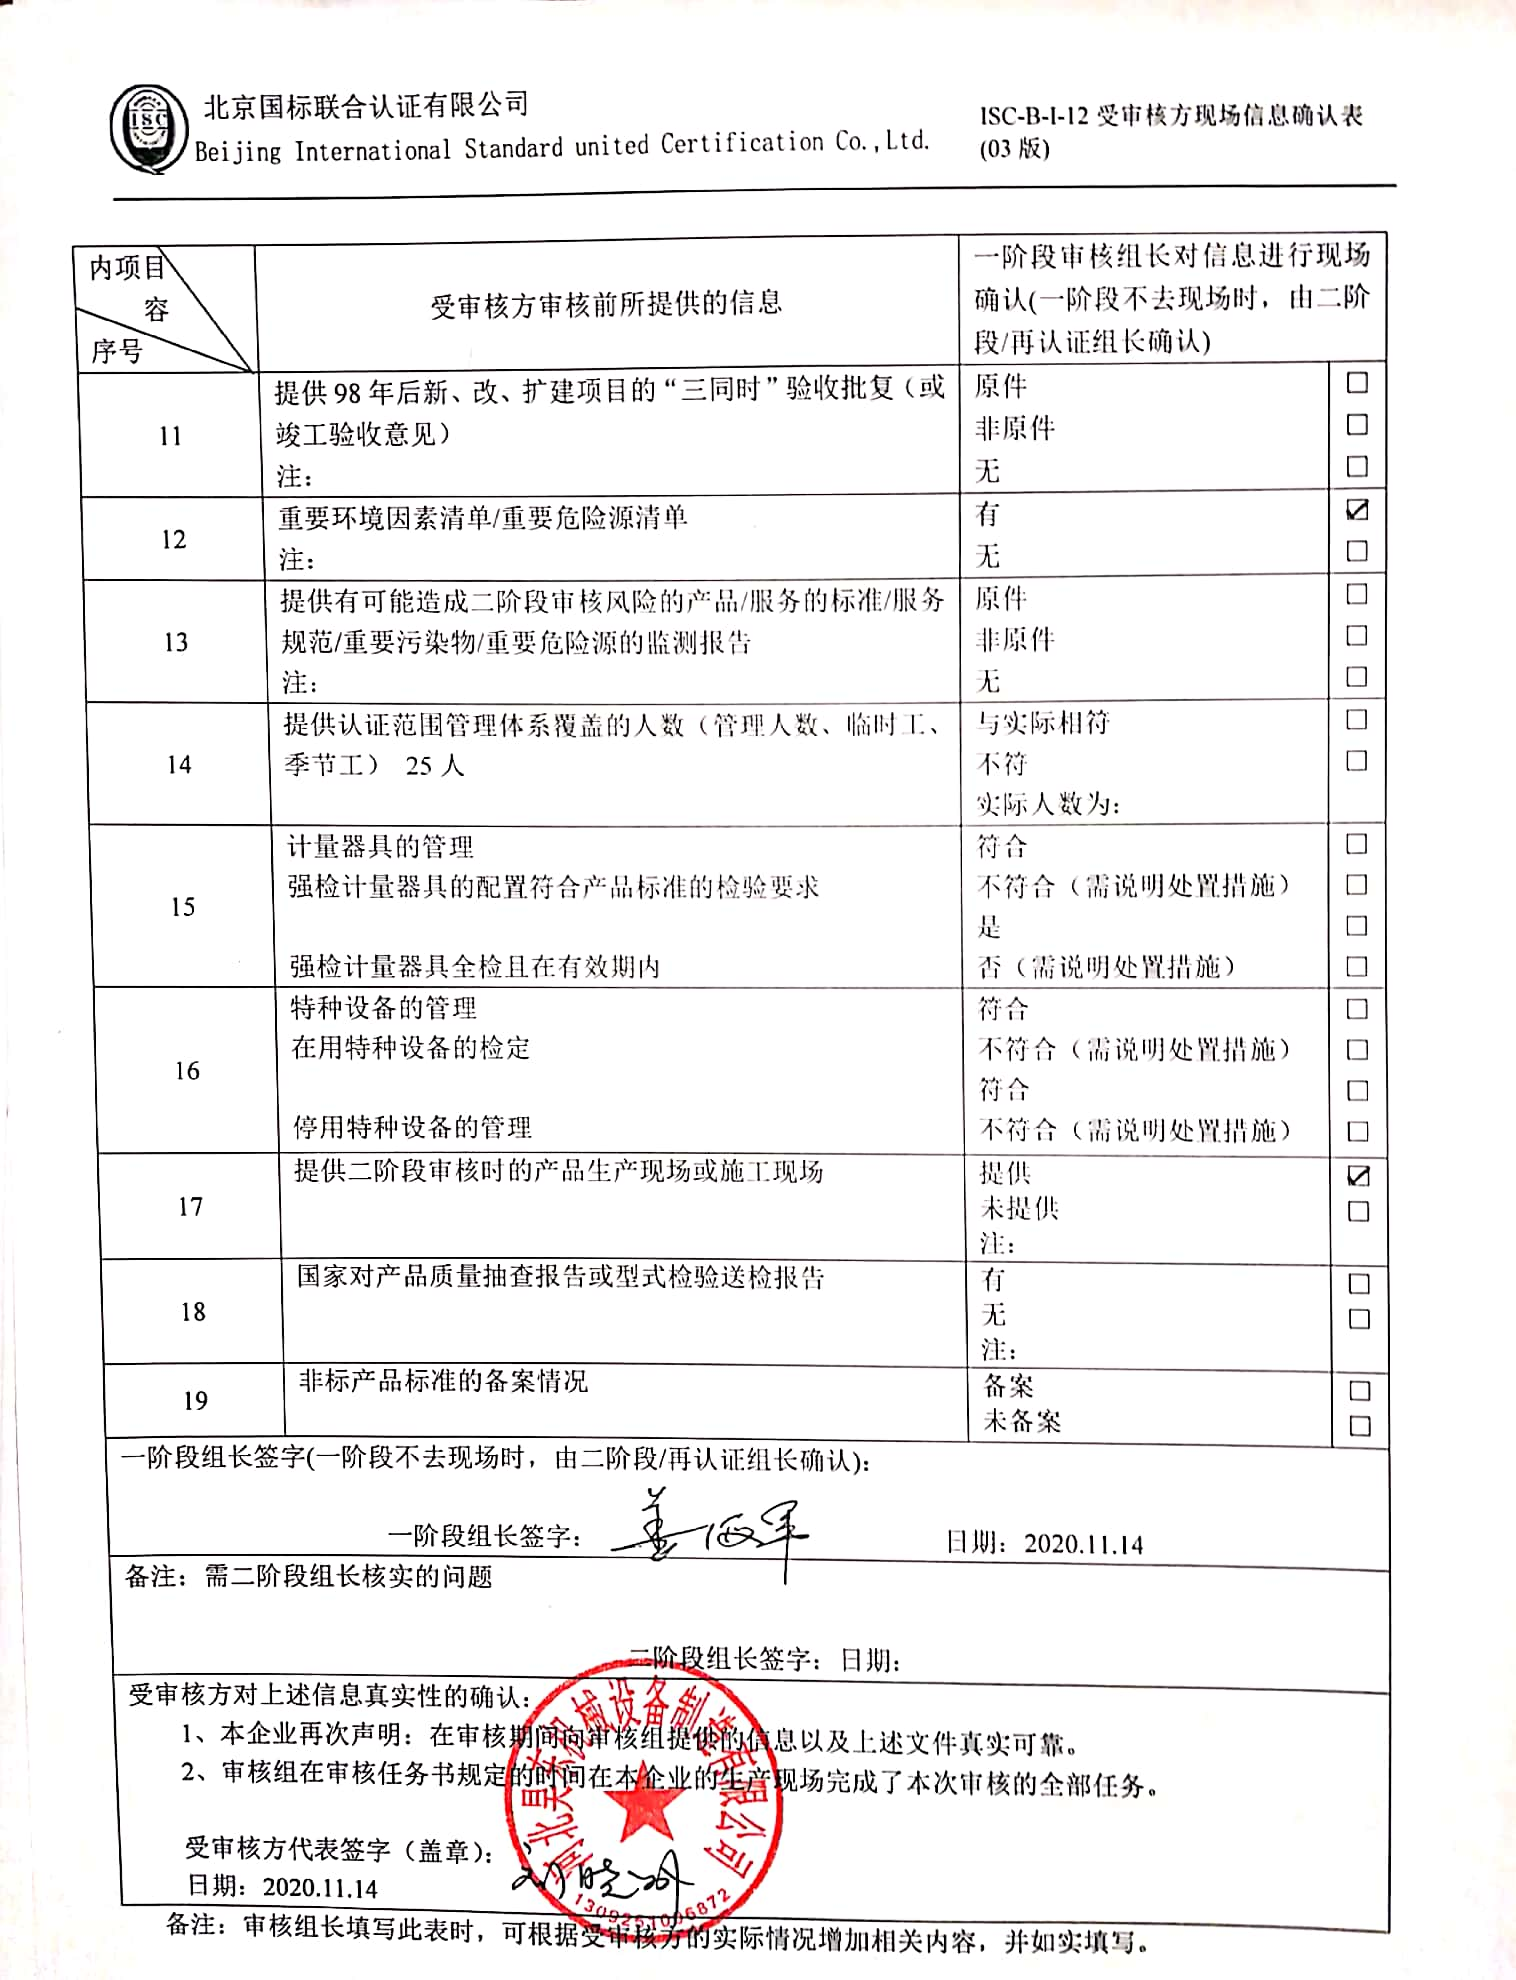 ISC
北京国标联合认证有限公司
Beijing International Standard united Certification Co.,Ltd.
ISC-B-I-12 受审核方现场信息确认表
(03 版)
内项目
容
序号
受审核方审核前所提供的信息
一阶段审核组长对信息进行现场
确认(一阶段不去现场时，由二阶
段/再认证组长确认)
11
提供 98 年后新、改、扩建项目的“三同时”验收批复（或
竣工验收意见）
注：
原件 □
非原件 □
无 □
12
重要环境因素清单/重要危险源清单
注：
有 ☑
无 □
13
提供有可能造成二阶段审核风险的产品/服务的标准/服务
规范/重要污染物/重要危险源的监测报告
注：
原件 □
非原件 □
无 □
14
提供认证范围管理体系覆盖的人数（管理人数、临时工、
季节工） 25 人
与实际相符 □
不符 □
实际人数为：
15
计量器具的管理
强检计量器具的配置符合产品标准的检验要求
强检计量器具全检且在有效期内
符合 □
不符合（需说明处置措施） □
是 □
否（需说明处置措施） □
16
特种设备的管理
在用特种设备的检定
停用特种设备的管理
符合 □
不符合（需说明处置措施） □
符合 □
不符合（需说明处置措施） □
17
提供二阶段审核时的产品生产现场或施工现场
提供 ☑
未提供 □
注：
18
国家对产品质量抽查报告或型式检验送检报告
有 □
无 □
注：
19
非标产品标准的备案情况
备案 □
未备案 □
一阶段组长签字(一阶段不去现场时，由二阶段/再认证组长确认)：
一阶段组长签字： 姜海军 日期：2020.11.14
备注：需二阶段组长核实的问题
二阶段组长签字：日期：
受审核方对上述信息真实性的确认：
1、本企业再次声明：在审核期间向审核组提供的信息以及上述文件真实可靠。
2、审核组在审核任务书规定的时间在本企业的生产现场完成了本次审核的全部任务。
河北昊东机械设备制造有限公司
受审核方代表签字（盖章）：
日期：2020.11.14
1309251006872
备注：审核组长填写此表时，可根据受审核方的实际情况增加相关内容，并如实填写。